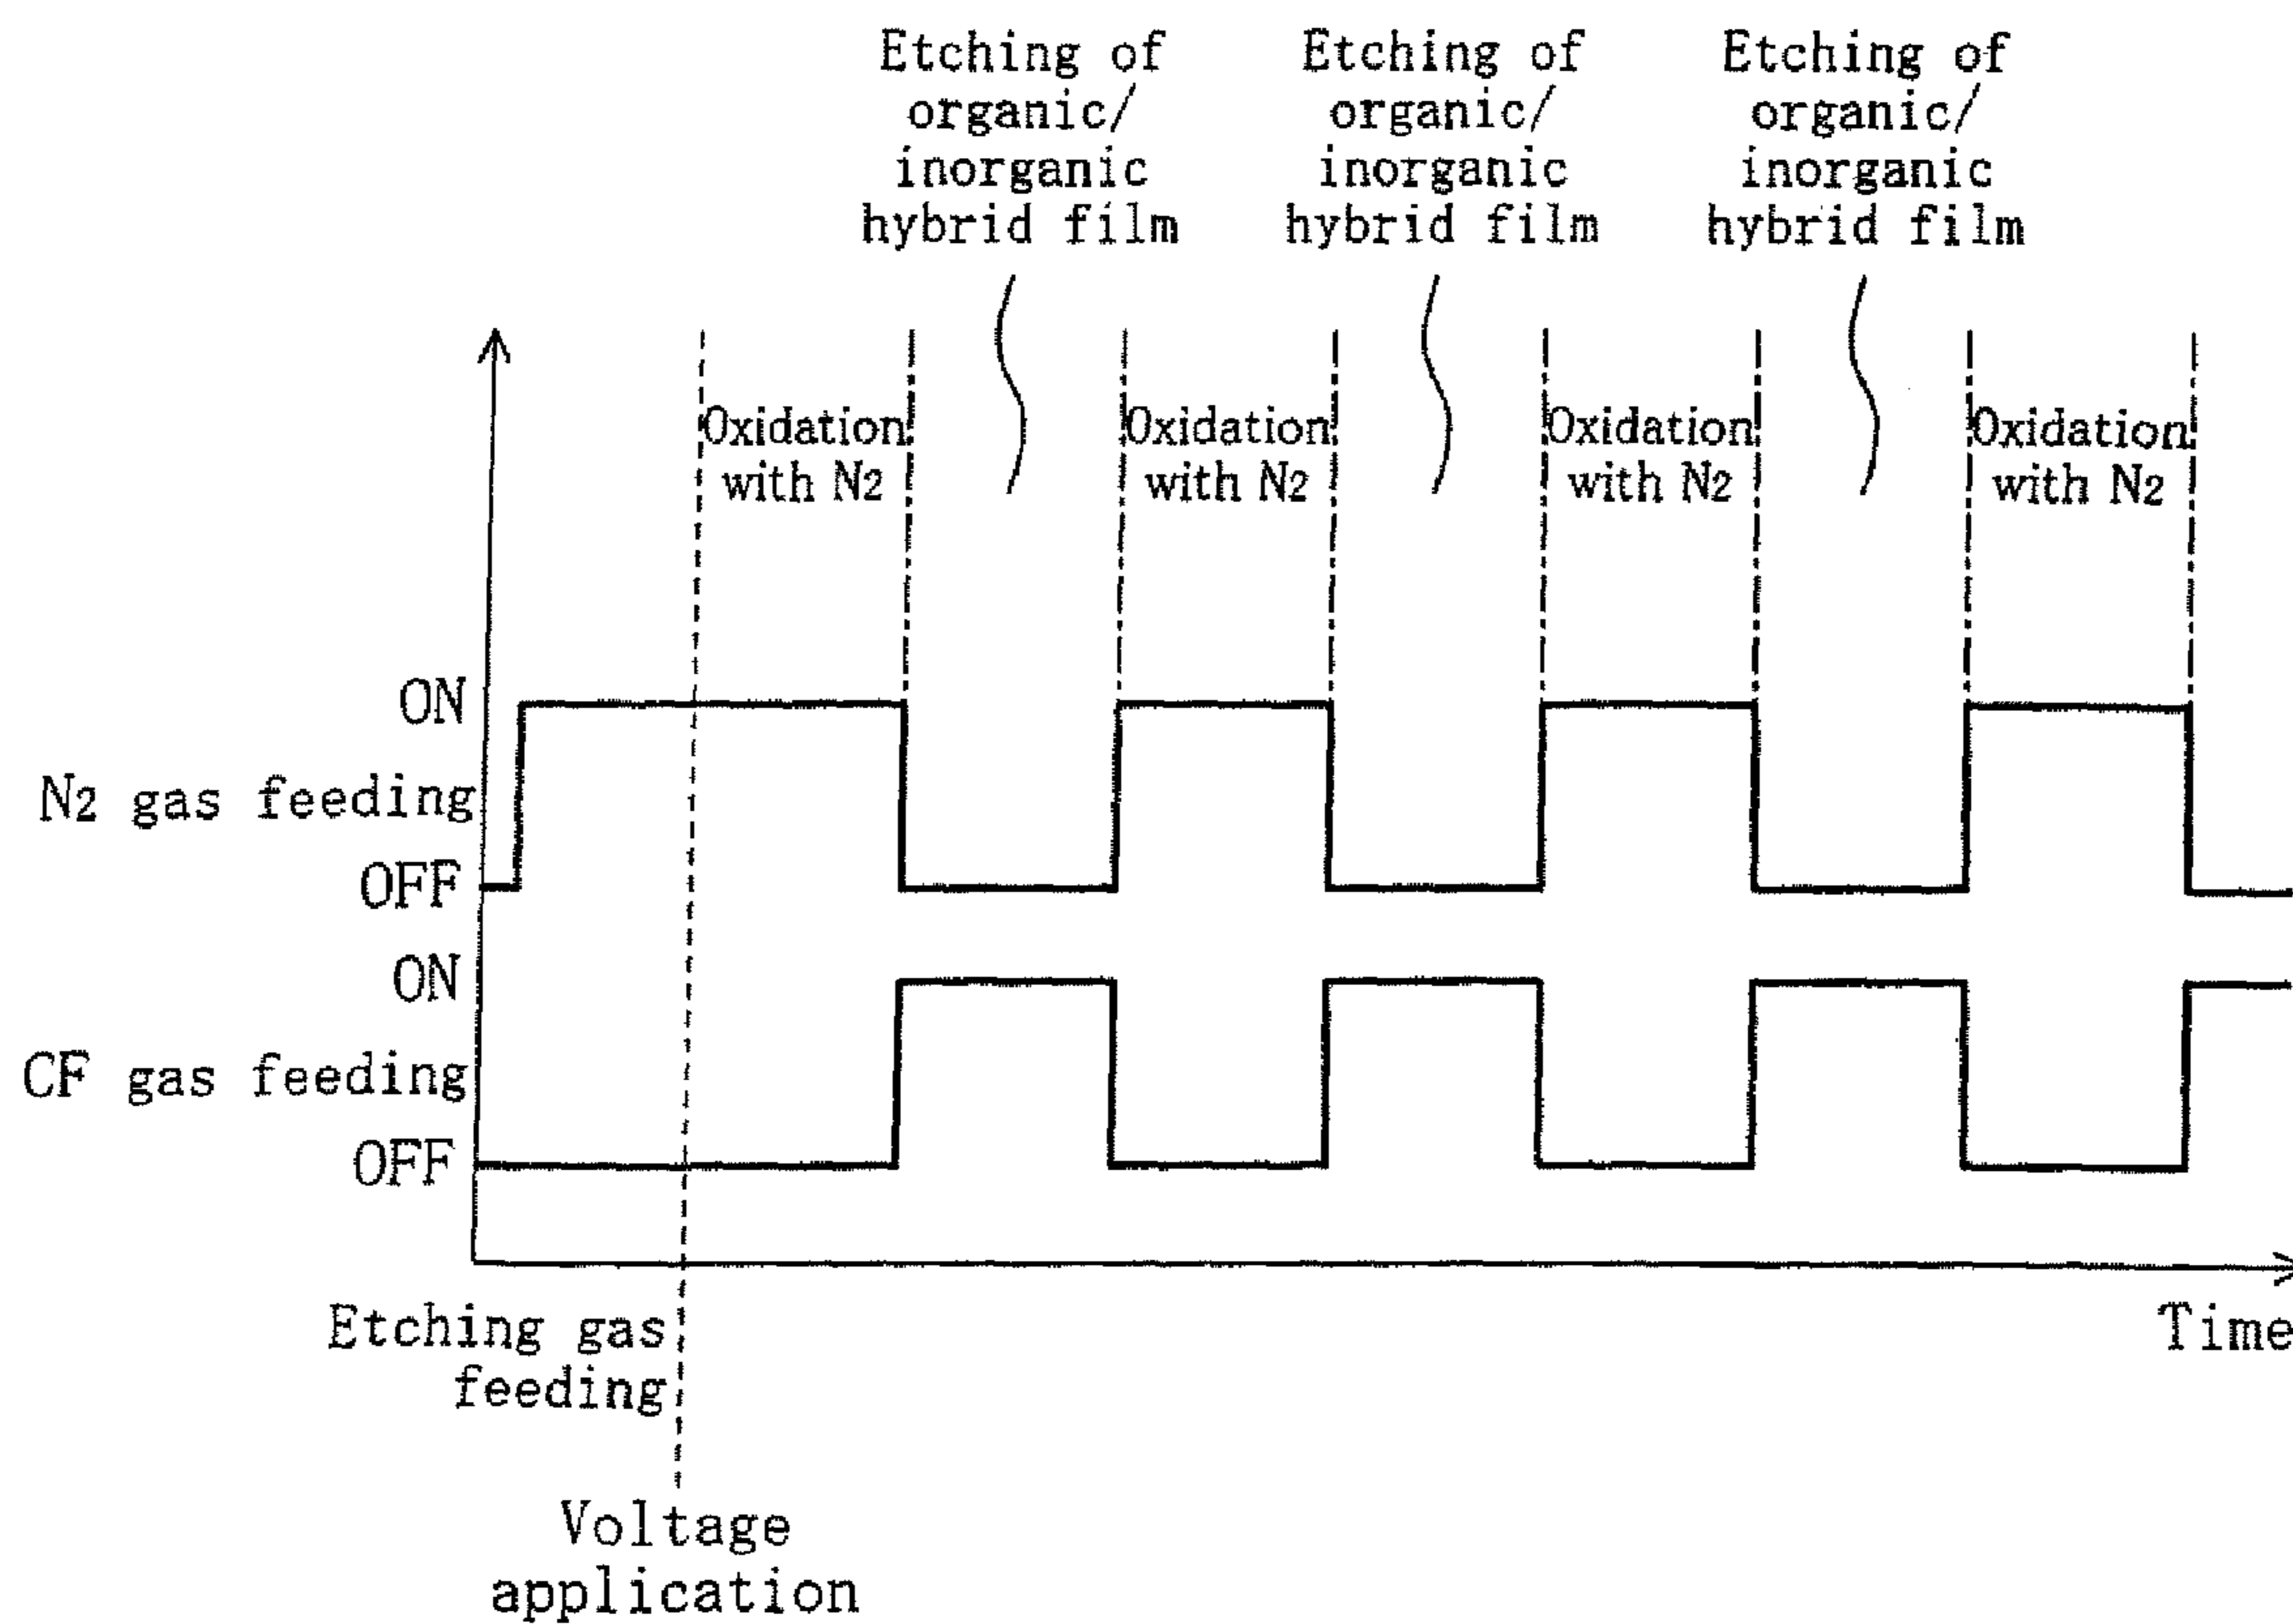 Etching of
organic/
inorganic
hybrid film
Etching of
organic/
inorganic
hybrid film
Etching of
organic/
inorganic
hybrid film
Oxidation
with N2
Oxidation
with N2
Oxidation
with N2
Oxidation
with N2
ON
N2 gas feeding
OFF
ON
CF gas feeding
OFF
Time
Etching gas
feeding
Voltage
application